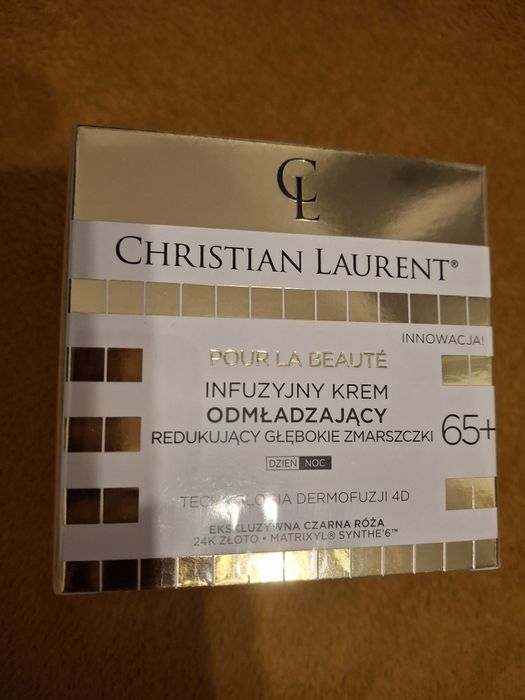 CL
CHRISTIAN LAURENT®
INNOWACJA!
POUR LA BEAUTÉ
INFUZYJNY KREM
ODMŁADZAJĄCY
REDUKUJĄCY GŁĘBOKIE ZMARSZCZKI
65+
DZIEŃ NOC
TECHNOLOGIA DERMOFUZJI 4D
EKSKLUZYWNA CZARNA RÓŻA
24K ZŁOTO • MATRIXYL® SYNTHE'6™